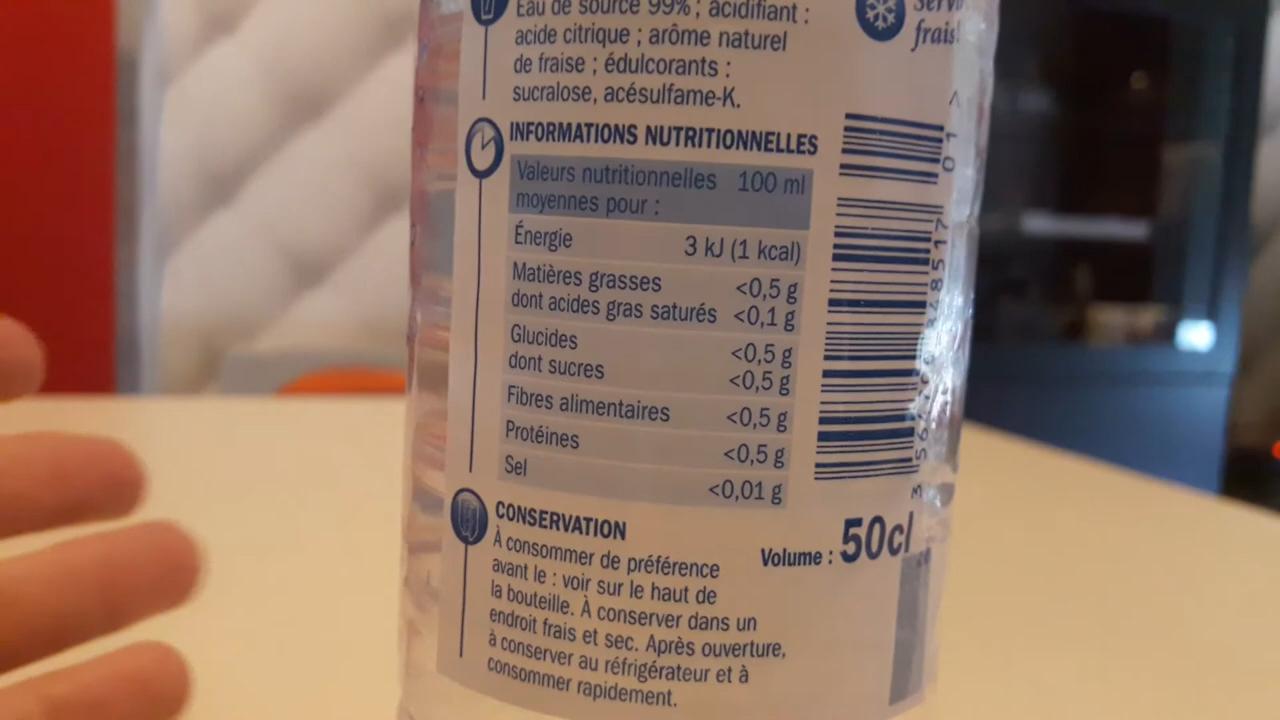 Eau de source 99% ; acidifiant :
acide citrique ; arôme naturel
de fraise ; édulcorants :
sucralose, acésulfame-K.
Servi
frais!
INFORMATIONS NUTRITIONNELLES
Valeurs nutritionnelles 100 ml
moyennes pour :
Énergie 3 kJ (1 kcal)
Matières grasses <0,5 g
dont acides gras saturés <0,1 g
Glucides <0,5 g
dont sucres <0,5 g
Fibres alimentaires <0,5 g
Protéines <0,5 g
Sel <0,01 g
01 >
CONSERVATION
À consommer de préférence
avant le : voir sur le haut de
la bouteille. À conserver dans un
endroit frais et sec. Après ouverture,
à conserver au réfrigérateur et à
consommer rapidement.
Volume : 50cl